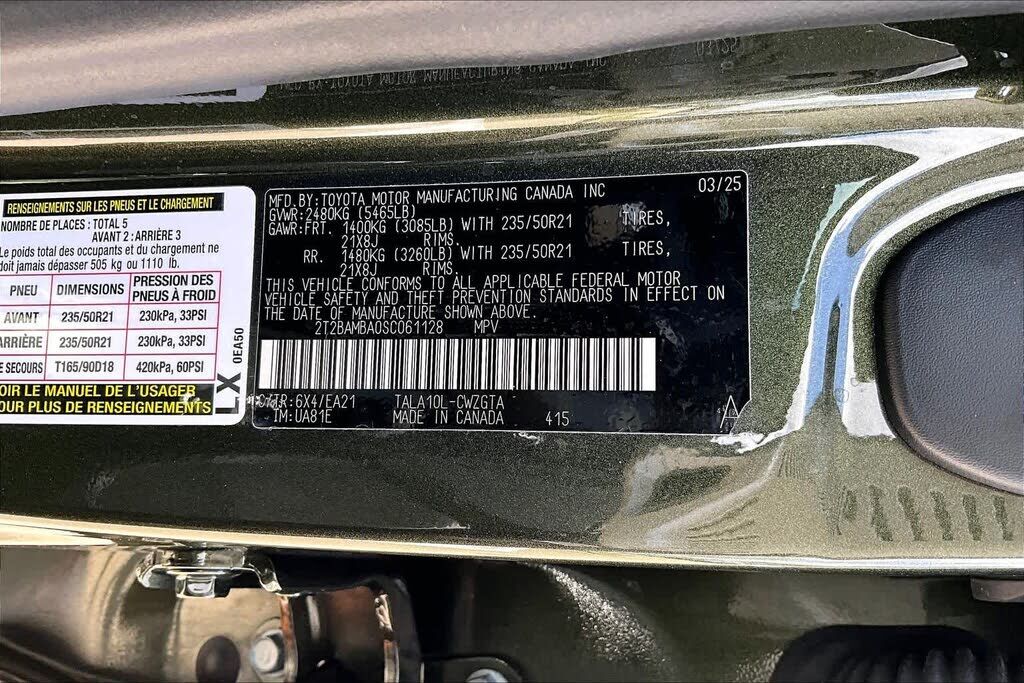 RENSEIGNEMENTS SUR LES PNEUS ET LE CHARGEMENT
NOMBRE DE PLACES : TOTAL 5
AVANT 2 : ARRIÈRE 3
Le poids total des occupants et du chargement ne
doit jamais dépasser 505 kg ou 1110 lb.
PNEU DIMENSIONS PRESSION DES PNEUS À FROID
AVANT 235/50R21 230kPa, 33PSI
ARRIÈRE 235/50R21 230kPa, 33PSI
DE SECOURS T165/90D18 420kPa, 60PSI
VOIR LE MANUEL DE L'USAGER
POUR PLUS DE RENSEIGNEMENTS
LX 0EA50
MFD.BY:TOYOTA MOTOR MANUFACTURING CANADA INC 03/25
GVWR:2480KG (5465LB)
GAWR:FRT. 1400KG (3085LB) WITH 235/50R21 TIRES,
21X8J RIMS.
RR. 1480KG (3260LB) WITH 235/50R21 TIRES,
21X8J RIMS.
THIS VEHICLE CONFORMS TO ALL APPLICABLE FEDERAL MOTOR
VEHICLE SAFETY AND THEFT PREVENTION STANDARDS IN EFFECT ON
THE DATE OF MANUFACTURE SHOWN ABOVE.
2T2BAMBA0SC061128 MPV
C/TR:6X4/EA21 TALA10L-CWZGTA
IM:UA81E MADE IN CANADA 415